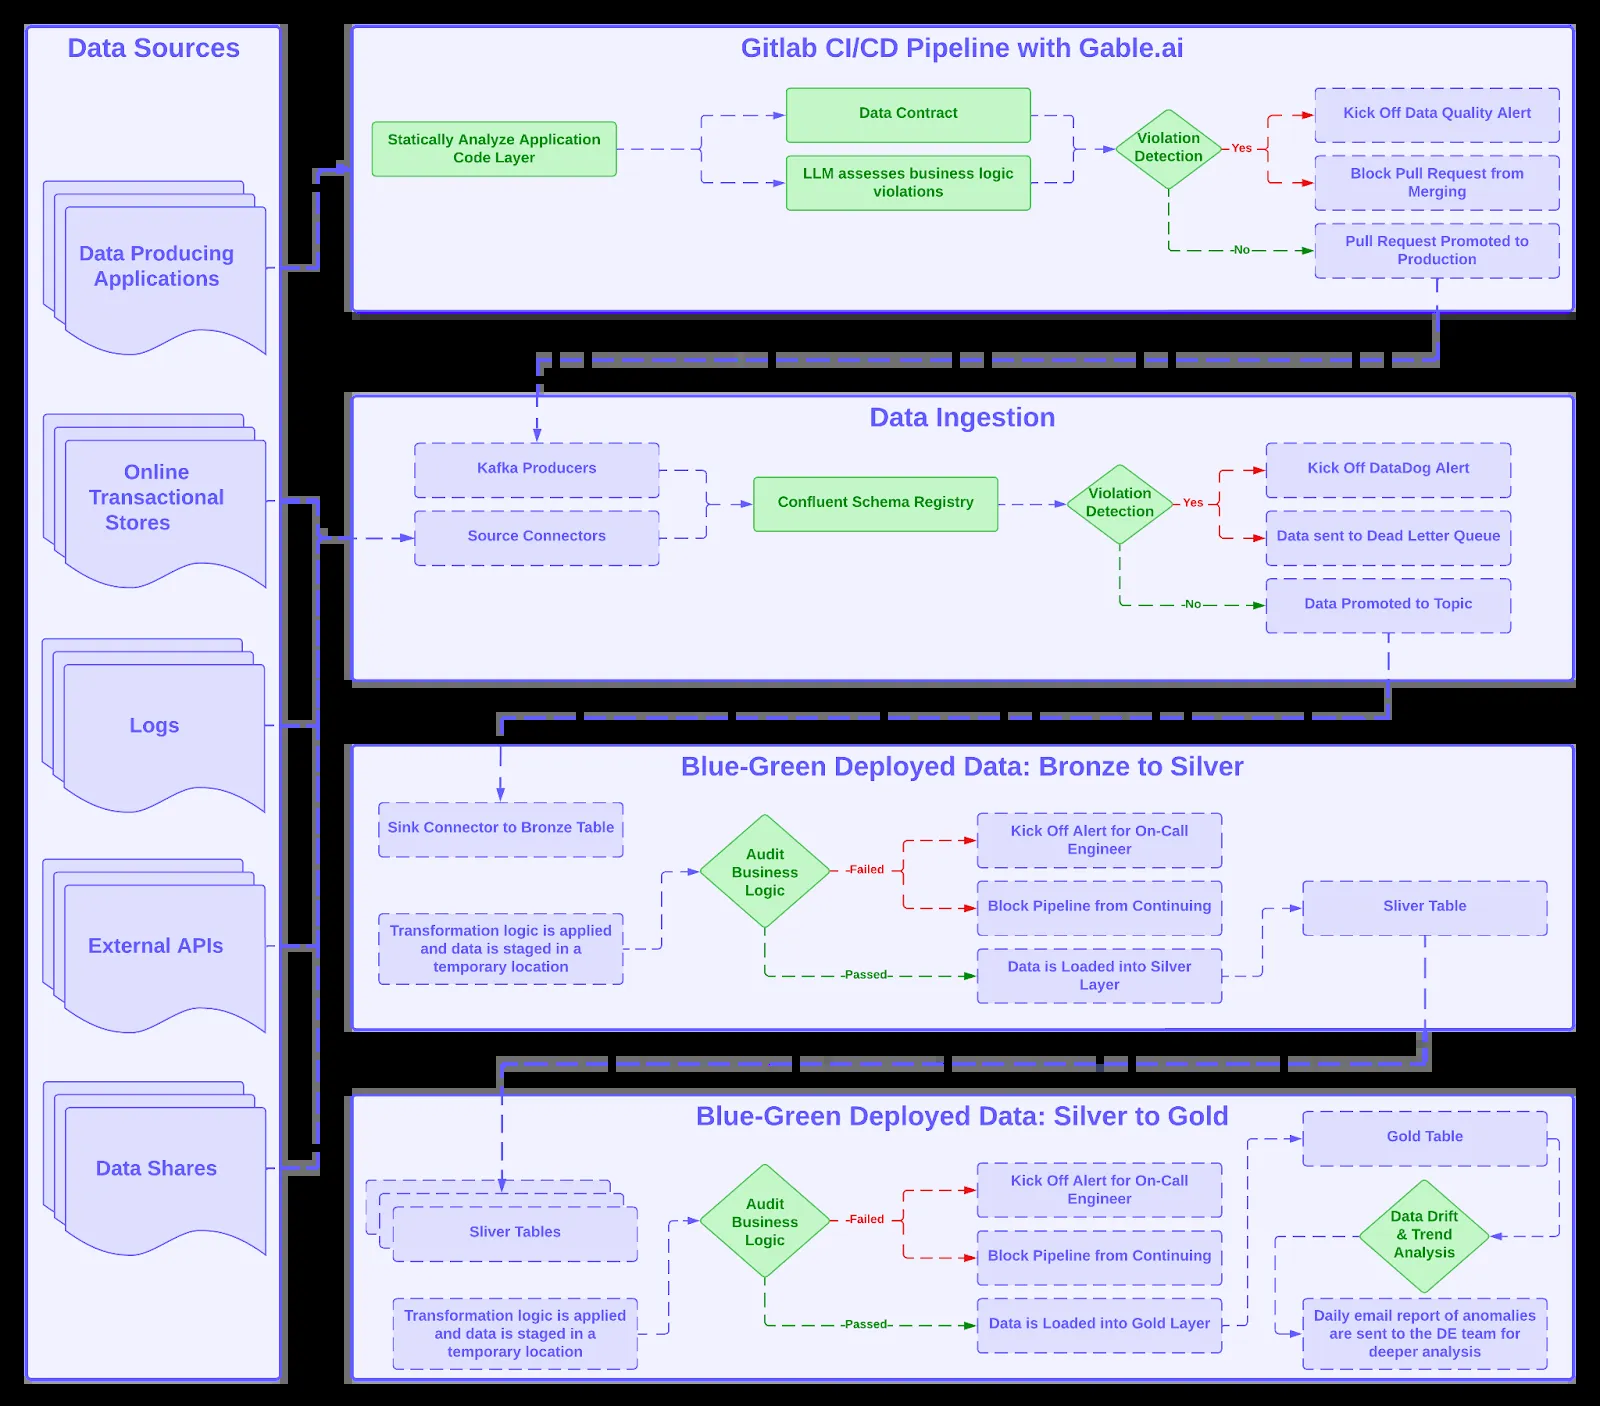 Data Sources
Data Producing
Applications
Online
Transactional
Stores
Logs
External APIs
Data Shares
Gitlab CI/CD Pipeline with Gable.ai
Statically Analyze Application
Code Layer
Data Contract
LLM assesses business logic
violations
Violation
Detection
Yes
No
Kick Off Data Quality Alert
Block Pull Request from
Merging
Pull Request Promoted to
Production
Data Ingestion
Kafka Producers
Source Connectors
Confluent Schema Registry
Violation
Detection
Yes
No
Kick Off DataDog Alert
Data sent to Dead Letter Queue
Data Promoted to Topic
Blue-Green Deployed Data: Bronze to Silver
Sink Connector to Bronze Table
Transformation logic is applied
and data is staged in a
temporary location
Audit
Business
Logic
Failed
Passed
Kick Off Alert for On-Call
Engineer
Block Pipeline from Continuing
Data is Loaded into Silver
Layer
Sliver Table
Blue-Green Deployed Data: Silver to Gold
Sliver Tables
Transformation logic is applied
and data is staged in a
temporary location
Audit
Business
Logic
Failed
Passed
Kick Off Alert for On-Call
Engineer
Block Pipeline from Continuing
Data is Loaded into Gold Layer
Gold Table
Data Drift
& Trend
Analysis
Daily email report of anomalies
are sent to the DE team for
deeper analysis